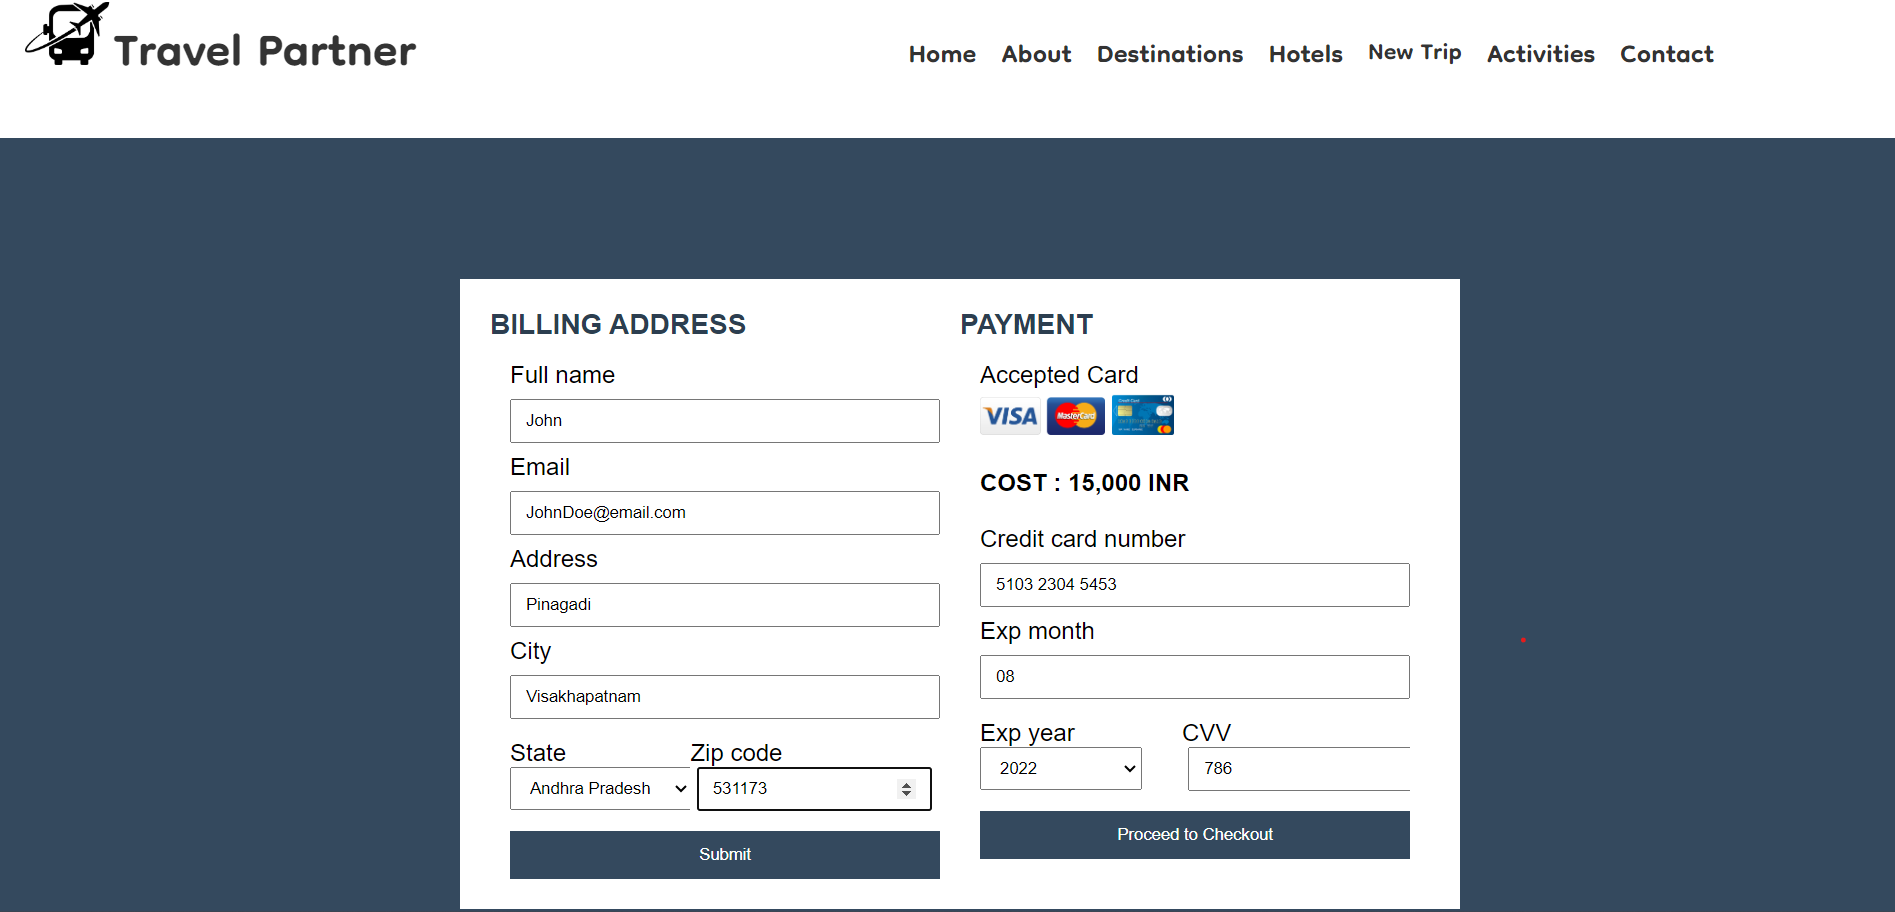 Travel Partner
Home About Destinations Hotels New Trip Activities Contact
BILLING ADDRESS
Full name
John
Email
JohnDoe@email.com
Address
Pinagadi
City
Visakhapatnam
State Zip code
Andhra Pradesh 531173
Submit
PAYMENT
Accepted Card
VISA MasterCard Credit Card
COST : 15,000 INR
Credit card number
5103 2304 5453
Exp month
08
Exp year CVV
2022 786
Proceed to Checkout